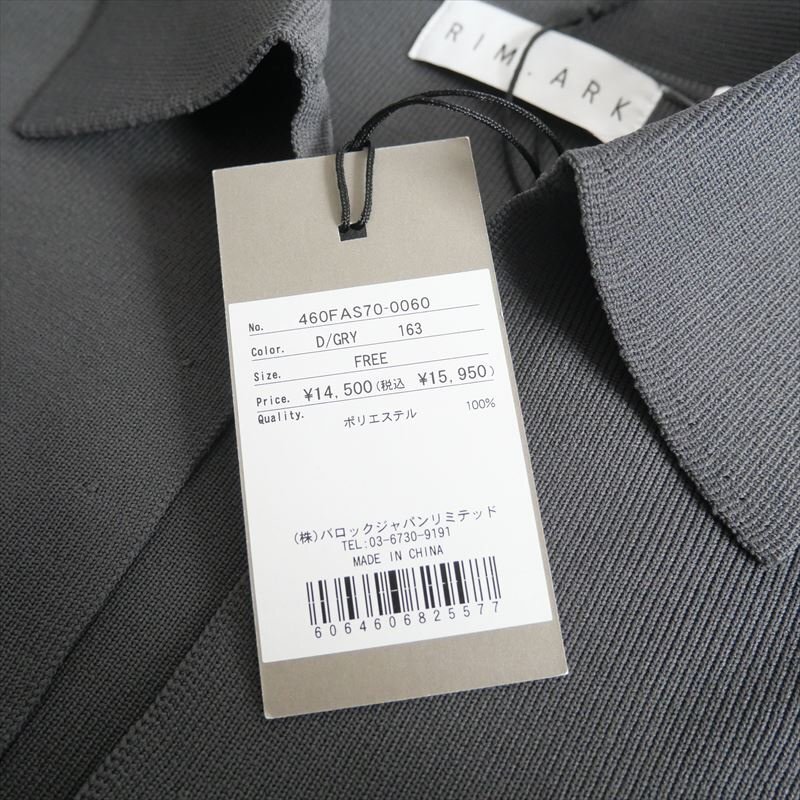 RIM.ARK
No. 460FAS70-0060
Color. D/GRY 163
Size. FREE
Price. ¥14,500(税込 ¥15,950)
Quality. ポリエステル 100%
(株)バロックジャパンリミテッド
TEL:03-6730-9191
MADE IN CHINA
6064606825577